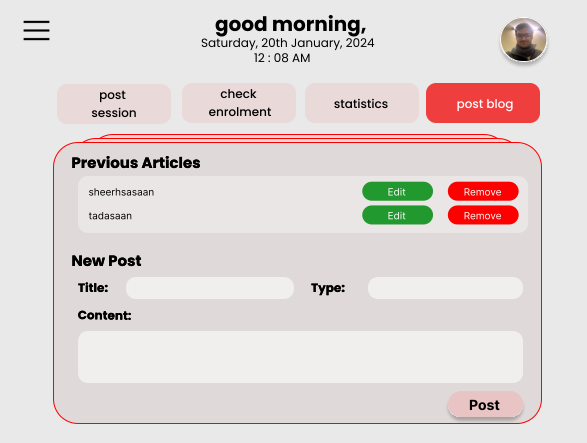 good morning,
Saturday, 20th January, 2024
12 : 08 AM
post
session
check
enrolment
statistics
post blog
Previous Articles
sheerhsasaan
Edit
Remove
tadasaan
Edit
Remove
New Post
Title:
Type:
Content:
Post